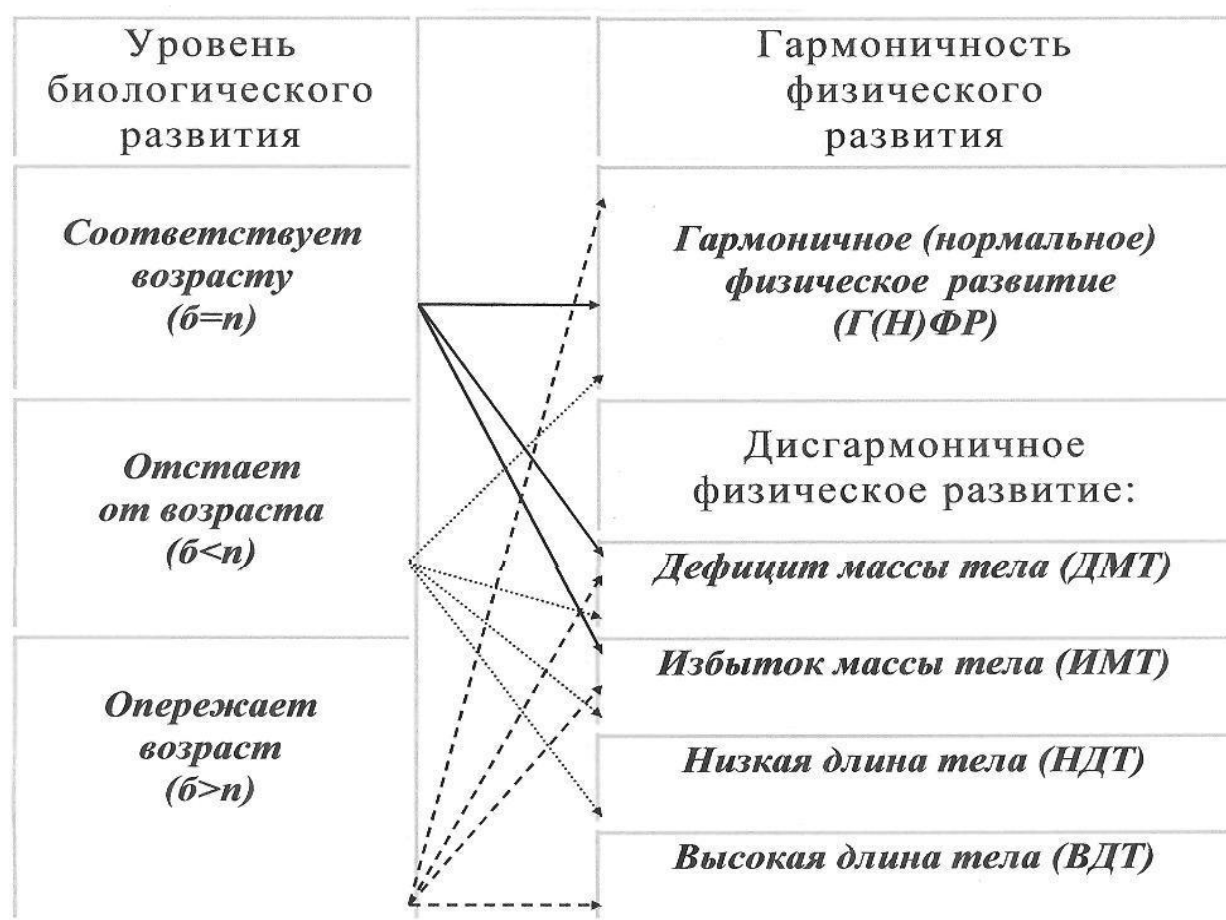 Уровень
биологического
развития
Гармоничность
физического
развития
Соответствует
возрасту
(б=п)
Гармоничное (нормальное)
физическое развитие
(Г(Н)ФР)
Отстает
от возраста
(б<п)
Дисгармоничное
физическое развитие:
Дефицит массы тела (ДМТ)
Опережает
возраст
(б>п)
Избыток массы тела (ИМТ)
Низкая длина тела (НДТ)
Высокая длина тела (ВДТ)